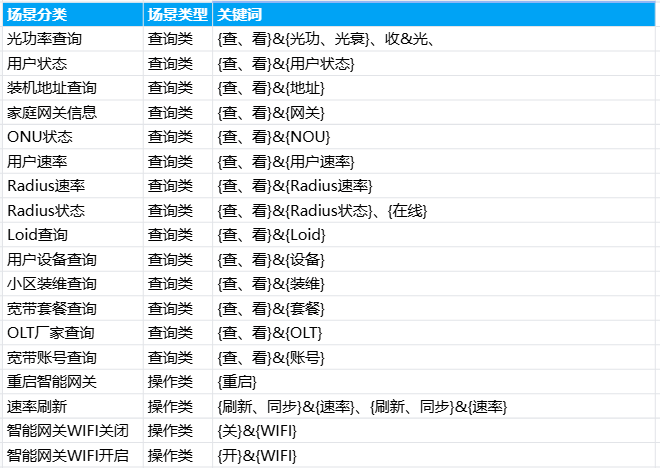 场景分类 场景类型 关键词
光功率查询 查询类 {查、看}&{光功、光衰}、收&光、
用户状态 查询类 {查、看}&{用户状态}
装机地址查询 查询类 {查、看}&{地址}
家庭网关信息 查询类 {查、看}&{网关}
ONU状态 查询类 {查、看}&{NOU}
用户速率 查询类 {查、看}&{用户速率}
Radius速率 查询类 {查、看}&{Radius速率}
Radius状态 查询类 {查、看}&{Radius状态}、{在线}
Loid查询 查询类 {查、看}&{Loid}
用户设备查询 查询类 {查、看}&{设备}
小区装维查询 查询类 {查、看}&{装维}
宽带套餐查询 查询类 {查、看}&{套餐}
OLT厂家查询 查询类 {查、看}&{OLT}
宽带账号查询 查询类 {查、看}&{账号}
重启智能网关 操作类 {重启}
速率刷新 操作类 {刷新、同步}&{速率}、{刷新、同步}&{速率}
智能网关WIFI关闭 操作类 {关}&{WIFI}
智能网关WIFI开启 操作类 {开}&{WIFI}